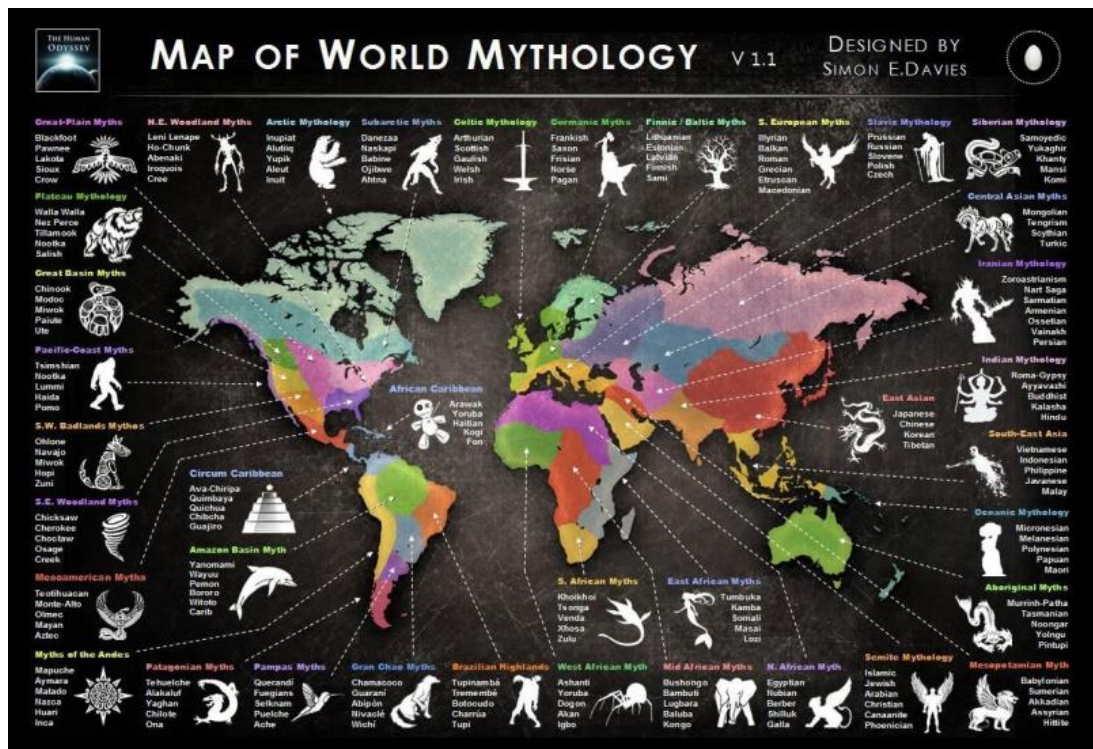 THE HUMAN
ODYSSEY
MAP OF WORLD MYTHOLOGY V 1.1
DESIGNED BY
SIMON E.DAVIES
Great-Plain Myths
Blackfoot
Pawnee
Lakota
Sioux
Crow
N.E. Woodland Myths
Leni Lenape
Ho-Chunk
Abenaki
Iroquois
Cree
Arctic Mythology
Inupiat
Alutiiq
Yupik
Aleut
Inuit
Subarctic Myths
Danezaa
Naskapi
Babine
Ojibwe
Ahtna
Celtic Mythology
Arthurian
Scottish
Gaulish
Welsh
Irish
Germanic Myths
Frankish
Saxon
Frisian
Norse
Pagan
Finnic / Baltic Myths
Lithuanian
Estonian
Latvian
Finnish
Sami
S. European Myths
Illyrian
Balkan
Roman
Grecian
Etruscan
Macedonian
Slavic Mythology
Prussian
Russian
Slovene
Polish
Czech
Siberian Mythology
Samoyedic
Yukaghir
Khanty
Mansi
Komi
Plateau Mythology
Walla Walla
Nez Perce
Tillamook
Nootka
Salish
Central Asian Myths
Mongolian
Tengrism
Scythian
Turkic
Great Basin Myths
Chinook
Modoc
Miwok
Paiute
Ute
Iranian Mythology
Zoroastrianism
Nart Saga
Sarmatian
Armenian
Ossetian
Vainakh
Persian
Pacific-Coast Myths
Tsimshian
Nootka
Lummi
Haida
Pomo
Indian Mythology
Roma-Gypsy
Ayyavazhi
Buddhist
Kalasha
Hindu
African Caribbean
Arawak
Yoruba
Haitian
Kogi
Fon
East Asian
Japanese
Chinese
Korean
Tibetan
S.W. Badlands Mythos
Ohlone
Navajo
Miwok
Hopi
Zuni
South-East Asia
Vietnamese
Indonesian
Philippine
Javanese
Malay
Circum Caribbean
Ava-Chiripa
Quimbaya
Quichua
Chibcha
Guajiro
S.E. Woodland Myths
Chicksaw
Cherokee
Choctaw
Osage
Creek
Oceanic Mythology
Micronesian
Melanesian
Polynesian
Papuan
Maori
Amazon Basin Myth
Yanomami
Wayuu
Pemon
Bororo
Witoto
Carib
Mesoamerican Myths
Teotihuacan
Monte-Alto
Olmec
Mayan
Aztec
S. African Myths
Khoikhoi
Tsonga
Venda
Xhosa
Zulu
East African Myths
Tumbuka
Kamba
Somali
Masai
Lozi
Aboriginal Myths
Murrinh-Patha
Tasmanian
Noongar
Yolngu
Pintupi
Myths of the Andes
Mapuche
Aymara
Matado
Nazca
Huari
Inca
Patagonian Myths
Tehuelche
Alakaluf
Yaghan
Chilote
Ona
Pampas Myths
Querandí
Fuegians
Selknam
Puelche
Ache
Gran Chao Myths
Chamacoco
Guaraní
Abipón
Nivaclé
Wichí
Brazilian Highlands
Tupinambá
Tremembé
Botocudo
Charrúa
Tupi
West African Myth
Ashanti
Yoruba
Dogon
Akan
Igbo
Mid African Myths
Bushongo
Bambuti
Lugbara
Baluba
Kongo
N. African Myth
Egyptian
Nubian
Berber
Shilluk
Galla
Semite Mythology
Islamic
Jewish
Arabian
Christian
Canaanite
Phoenician
Mesopotamian Myth
Babylonian
Sumerian
Akkadian
Assyrian
Hittite